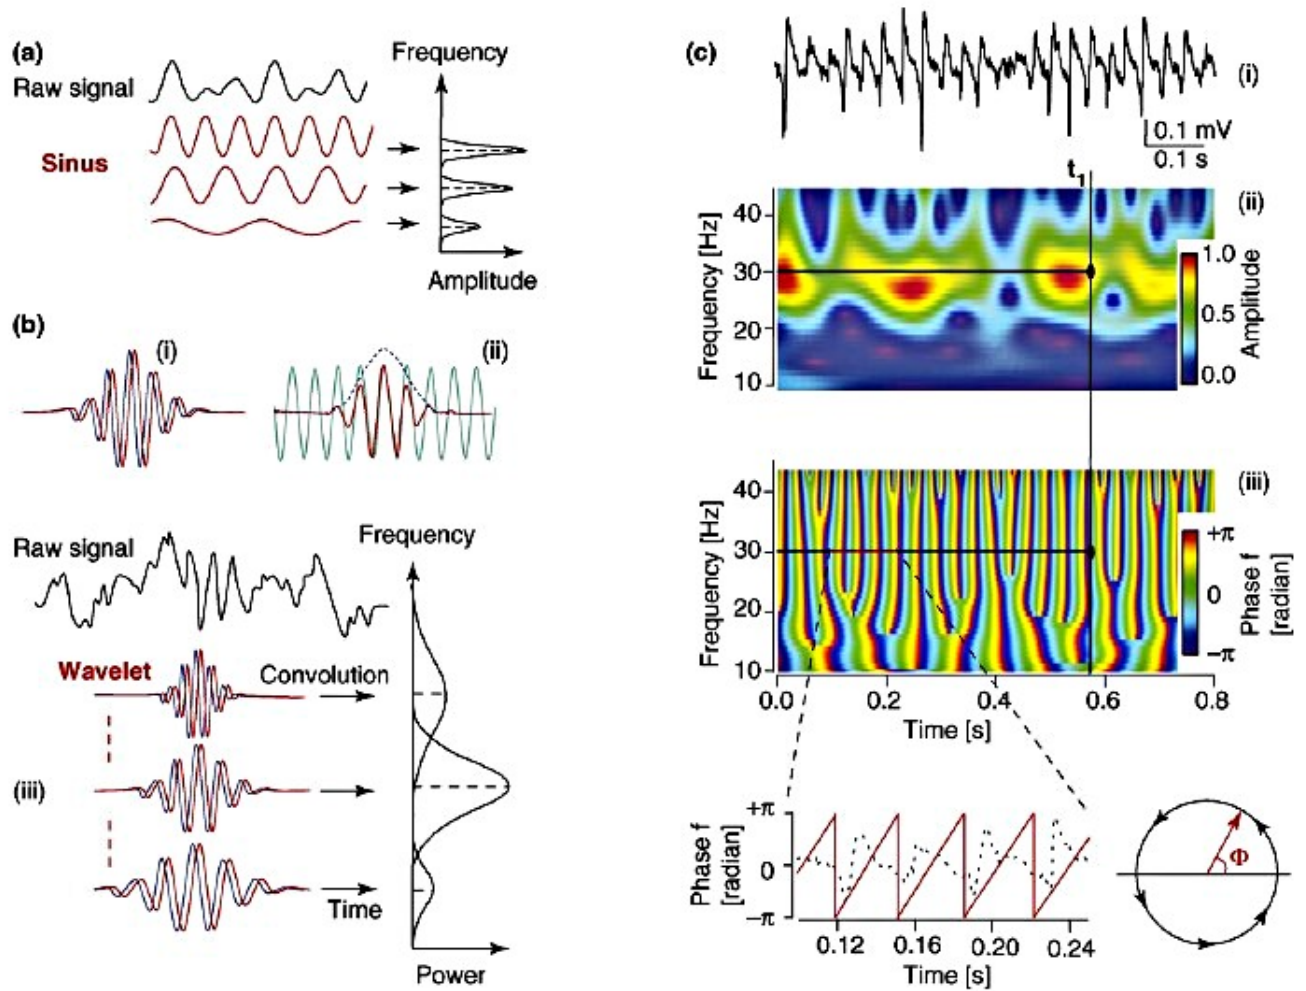 (a)
Frequency
Raw signal
Sinus
Amplitude
(b)
(i)
(ii)
Raw signal
Frequency
Wavelet
Convolution
(iii)
Time
Power
(c)
(i)
0.1 mV
0.1 s
t1
(ii)
Frequency [Hz]
40
30
20
10
1.0
0.5
0.0
Amplitude
(iii)
Frequency [Hz]
40
30
20
10
+π
0
−π
Phase f
[radian]
0.0
0.2
0.4
0.6
0.8
Time [s]
Phase f
[radian]
+π
0
−π
0.12
0.16
0.20
0.24
Time [s]
Φ